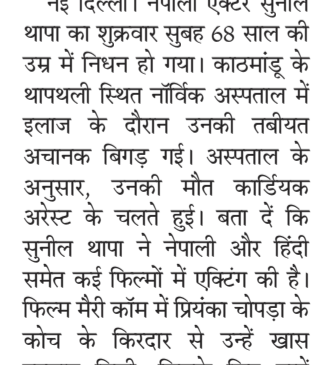 नई दिल्ली। नेपाली एक्टर सुनील
थापा का शुक्रवार सुबह 68 साल की
उम्र में निधन हो गया। काठमांडू के
थापथली स्थित नॉर्विक अस्पताल में
इलाज के दौरान उनकी तबीयत
अचानक बिगड़ गई। अस्पताल के
अनुसार, उनकी मौत कार्डियक
अरेस्ट के चलते हुई। बता दें कि
सुनील थापा ने नेपाली और हिंदी
समेत कई फिल्मों में एक्टिंग की है।
फिल्म मैरी कॉम में प्रियंका चोपड़ा के
कोच के किरदार से उन्हें खास